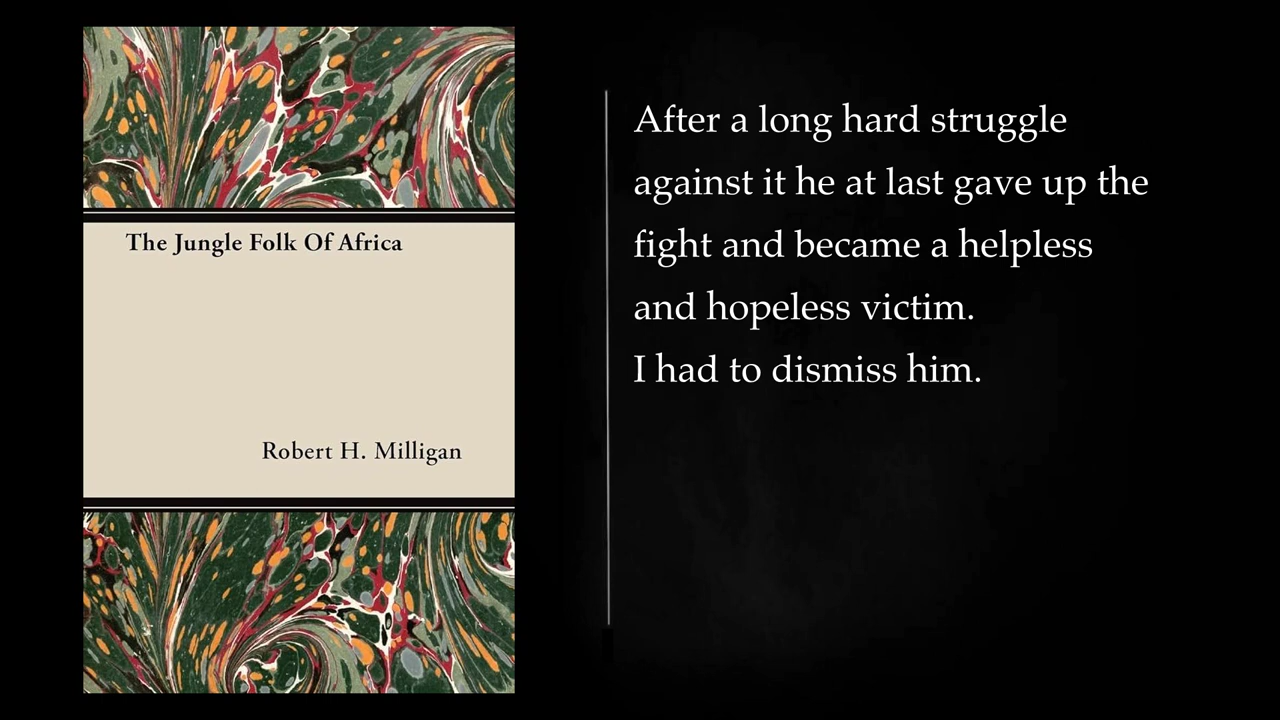 The Jungle Folk Of Africa
Robert H. Milligan
After a long hard struggle
against it he at last gave up the
fight and became a helpless
and hopeless victim.
I had to dismiss him.